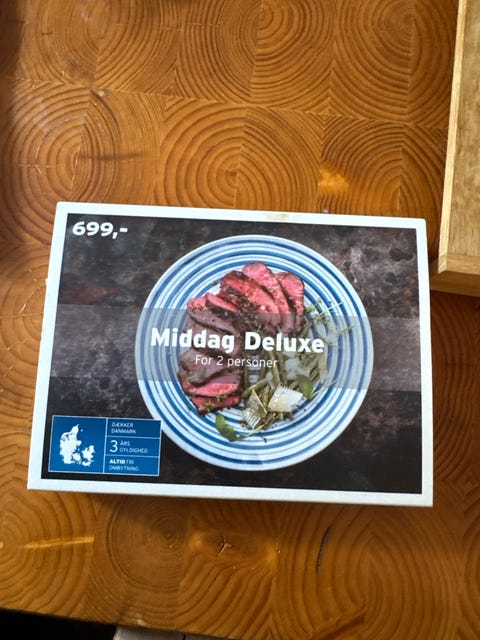 699,-
Middag Deluxe
For 2 personer
DÆKKER
DANMARK
3 ÅRS
GYLDIGHED
ALTID FRI
OMBYTNING